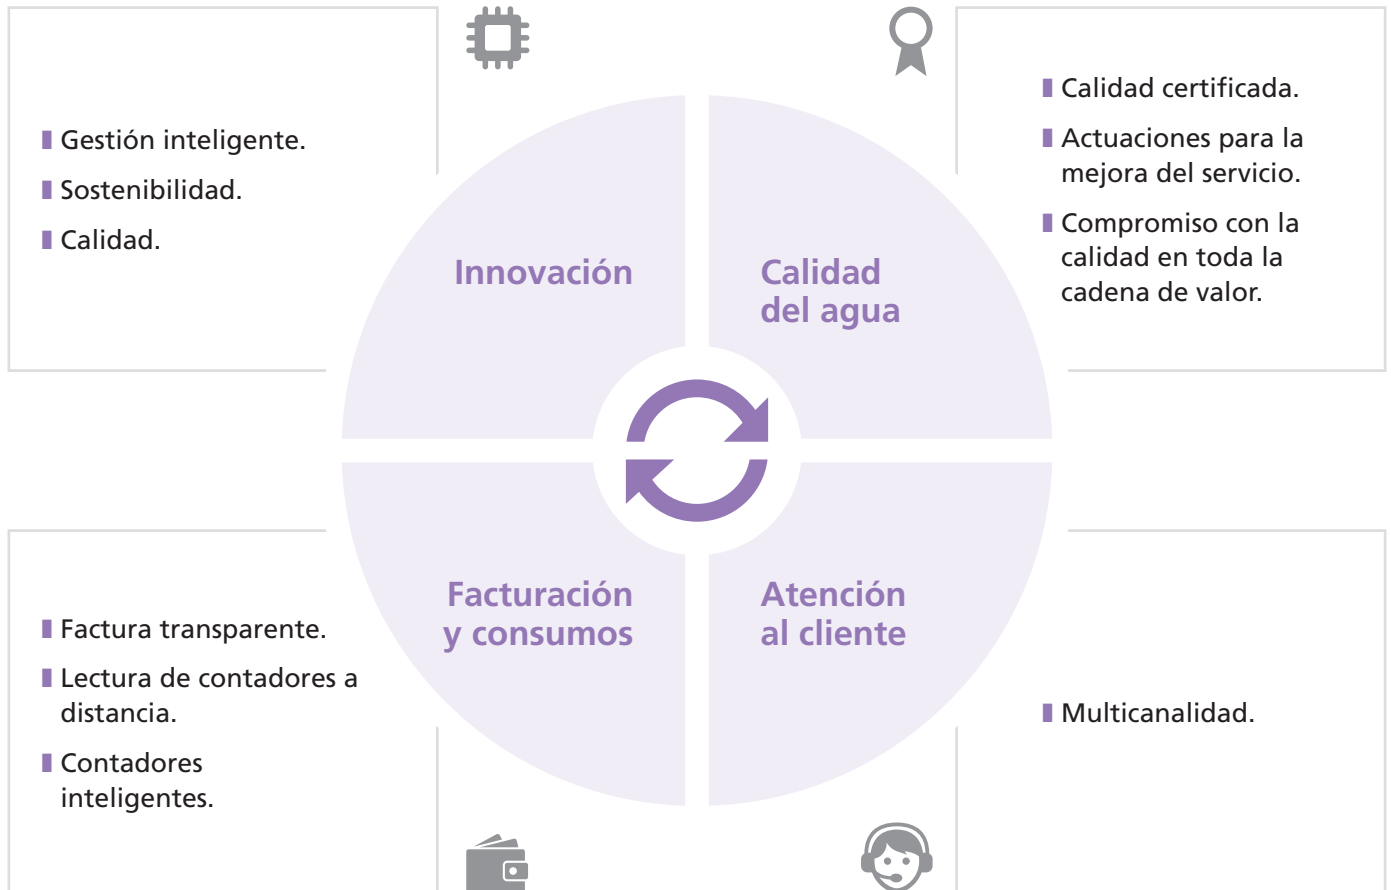 Gestión inteligente.
Sostenibilidad.
Calidad.
Innovación
Calidad
del agua
Calidad certificada.
Actuaciones para la
mejora del servicio.
Compromiso con la
calidad en toda la
cadena de valor.
Factura transparente.
Lectura de contadores a
distancia.
Contadores
inteligentes.
Facturación
y consumos
Atención
al cliente
Multicanalidad.